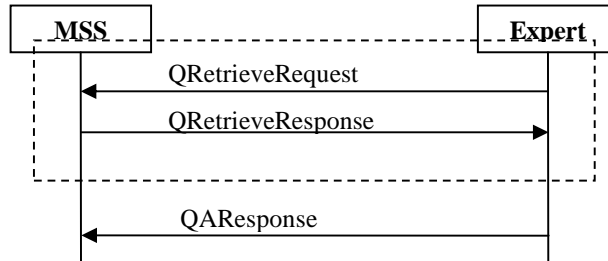 MSS
Expert
QRetrieveRequest
QRetrieveResponse
QAResponse